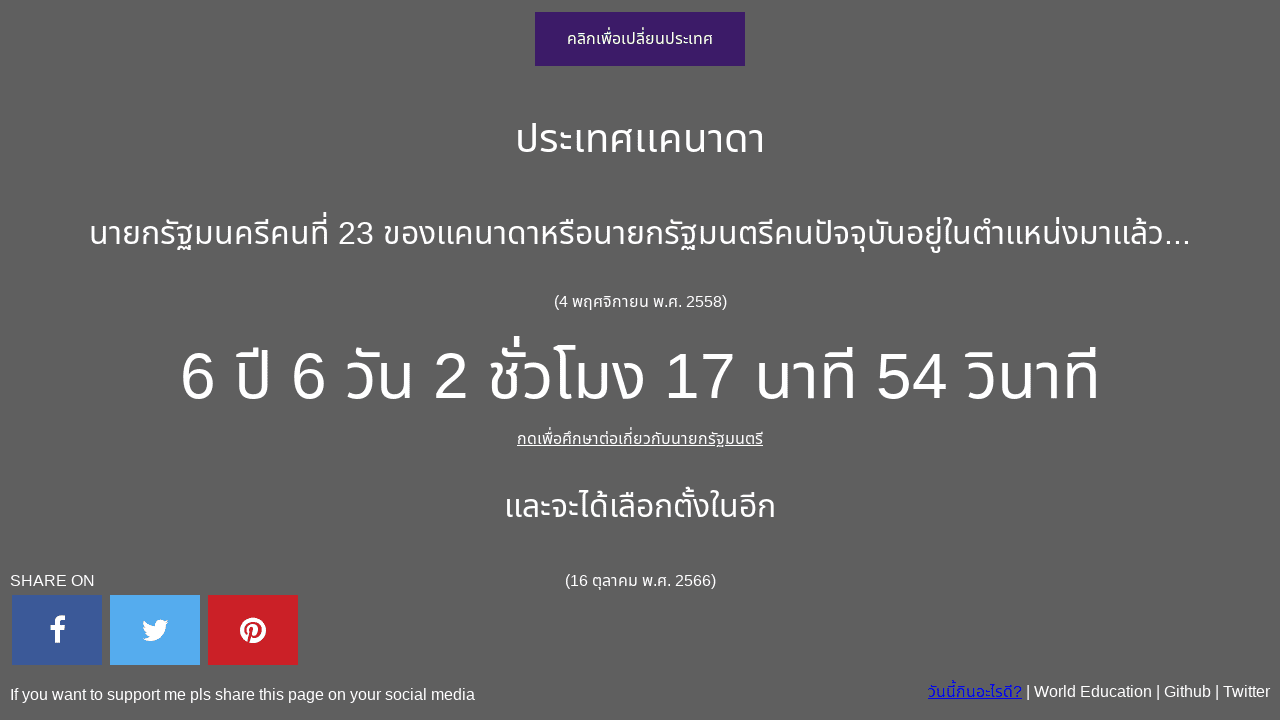 คลิกเพื่อเปลี่ยนประเทศ
ประเทศแคนาดา
นายกรัฐมนครีคนที่ 23 ของแคนาดาหรือนายกรัฐมนตรีคนปัจจุบันอยู่ในตำแหน่งมาแล้ว...
(4 พฤศจิกายน พ.ศ. 2558)
6 ปี 6 วัน 2 ชั่วโมง 17 นาที 54 วินาที
กดเพื่อศึกษาต่อเกี่ยวกับนายกรัฐมนตรี
และจะได้เลือกตั้งในอีก
(16 ตุลาคม พ.ศ. 2566)
SHARE ON
If you want to support me pls share this page on your social media
วันนี้กินอะไรดี? | World Education | Github | Twitter